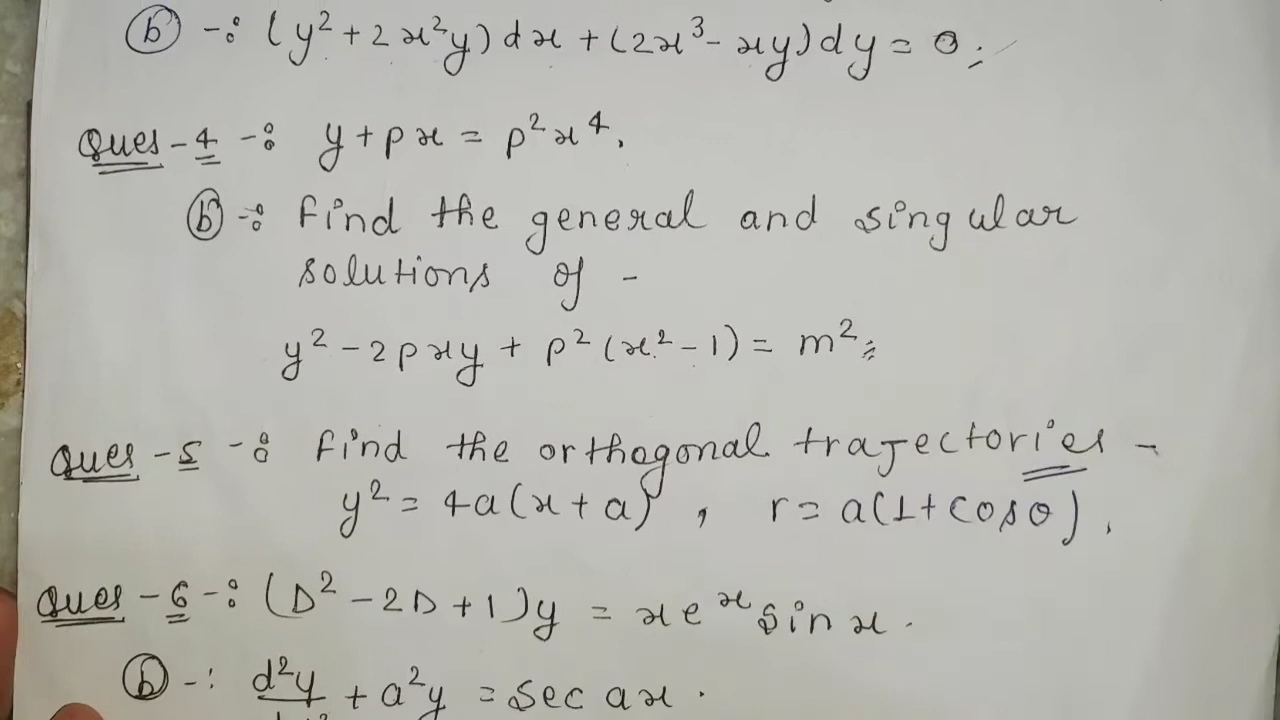 (b) -: (y² + 2x²y)dx + (2x³ - xy)dy = 0;
Ques-4 -: y + px = p²x⁴.
(b) -: Find the general and singular
solutions of -
y² - 2pxy + p²(x² - 1) = m²;
Ques-5 -: Find the orthogonal trajectories -
y² = 4a(x + a) , r = a(1 + cosθ).
Ques-6 -: (D² - 2D + 1)y = xeˣ sin x.
(b) -: d²y/dx² + a²y = sec ax.